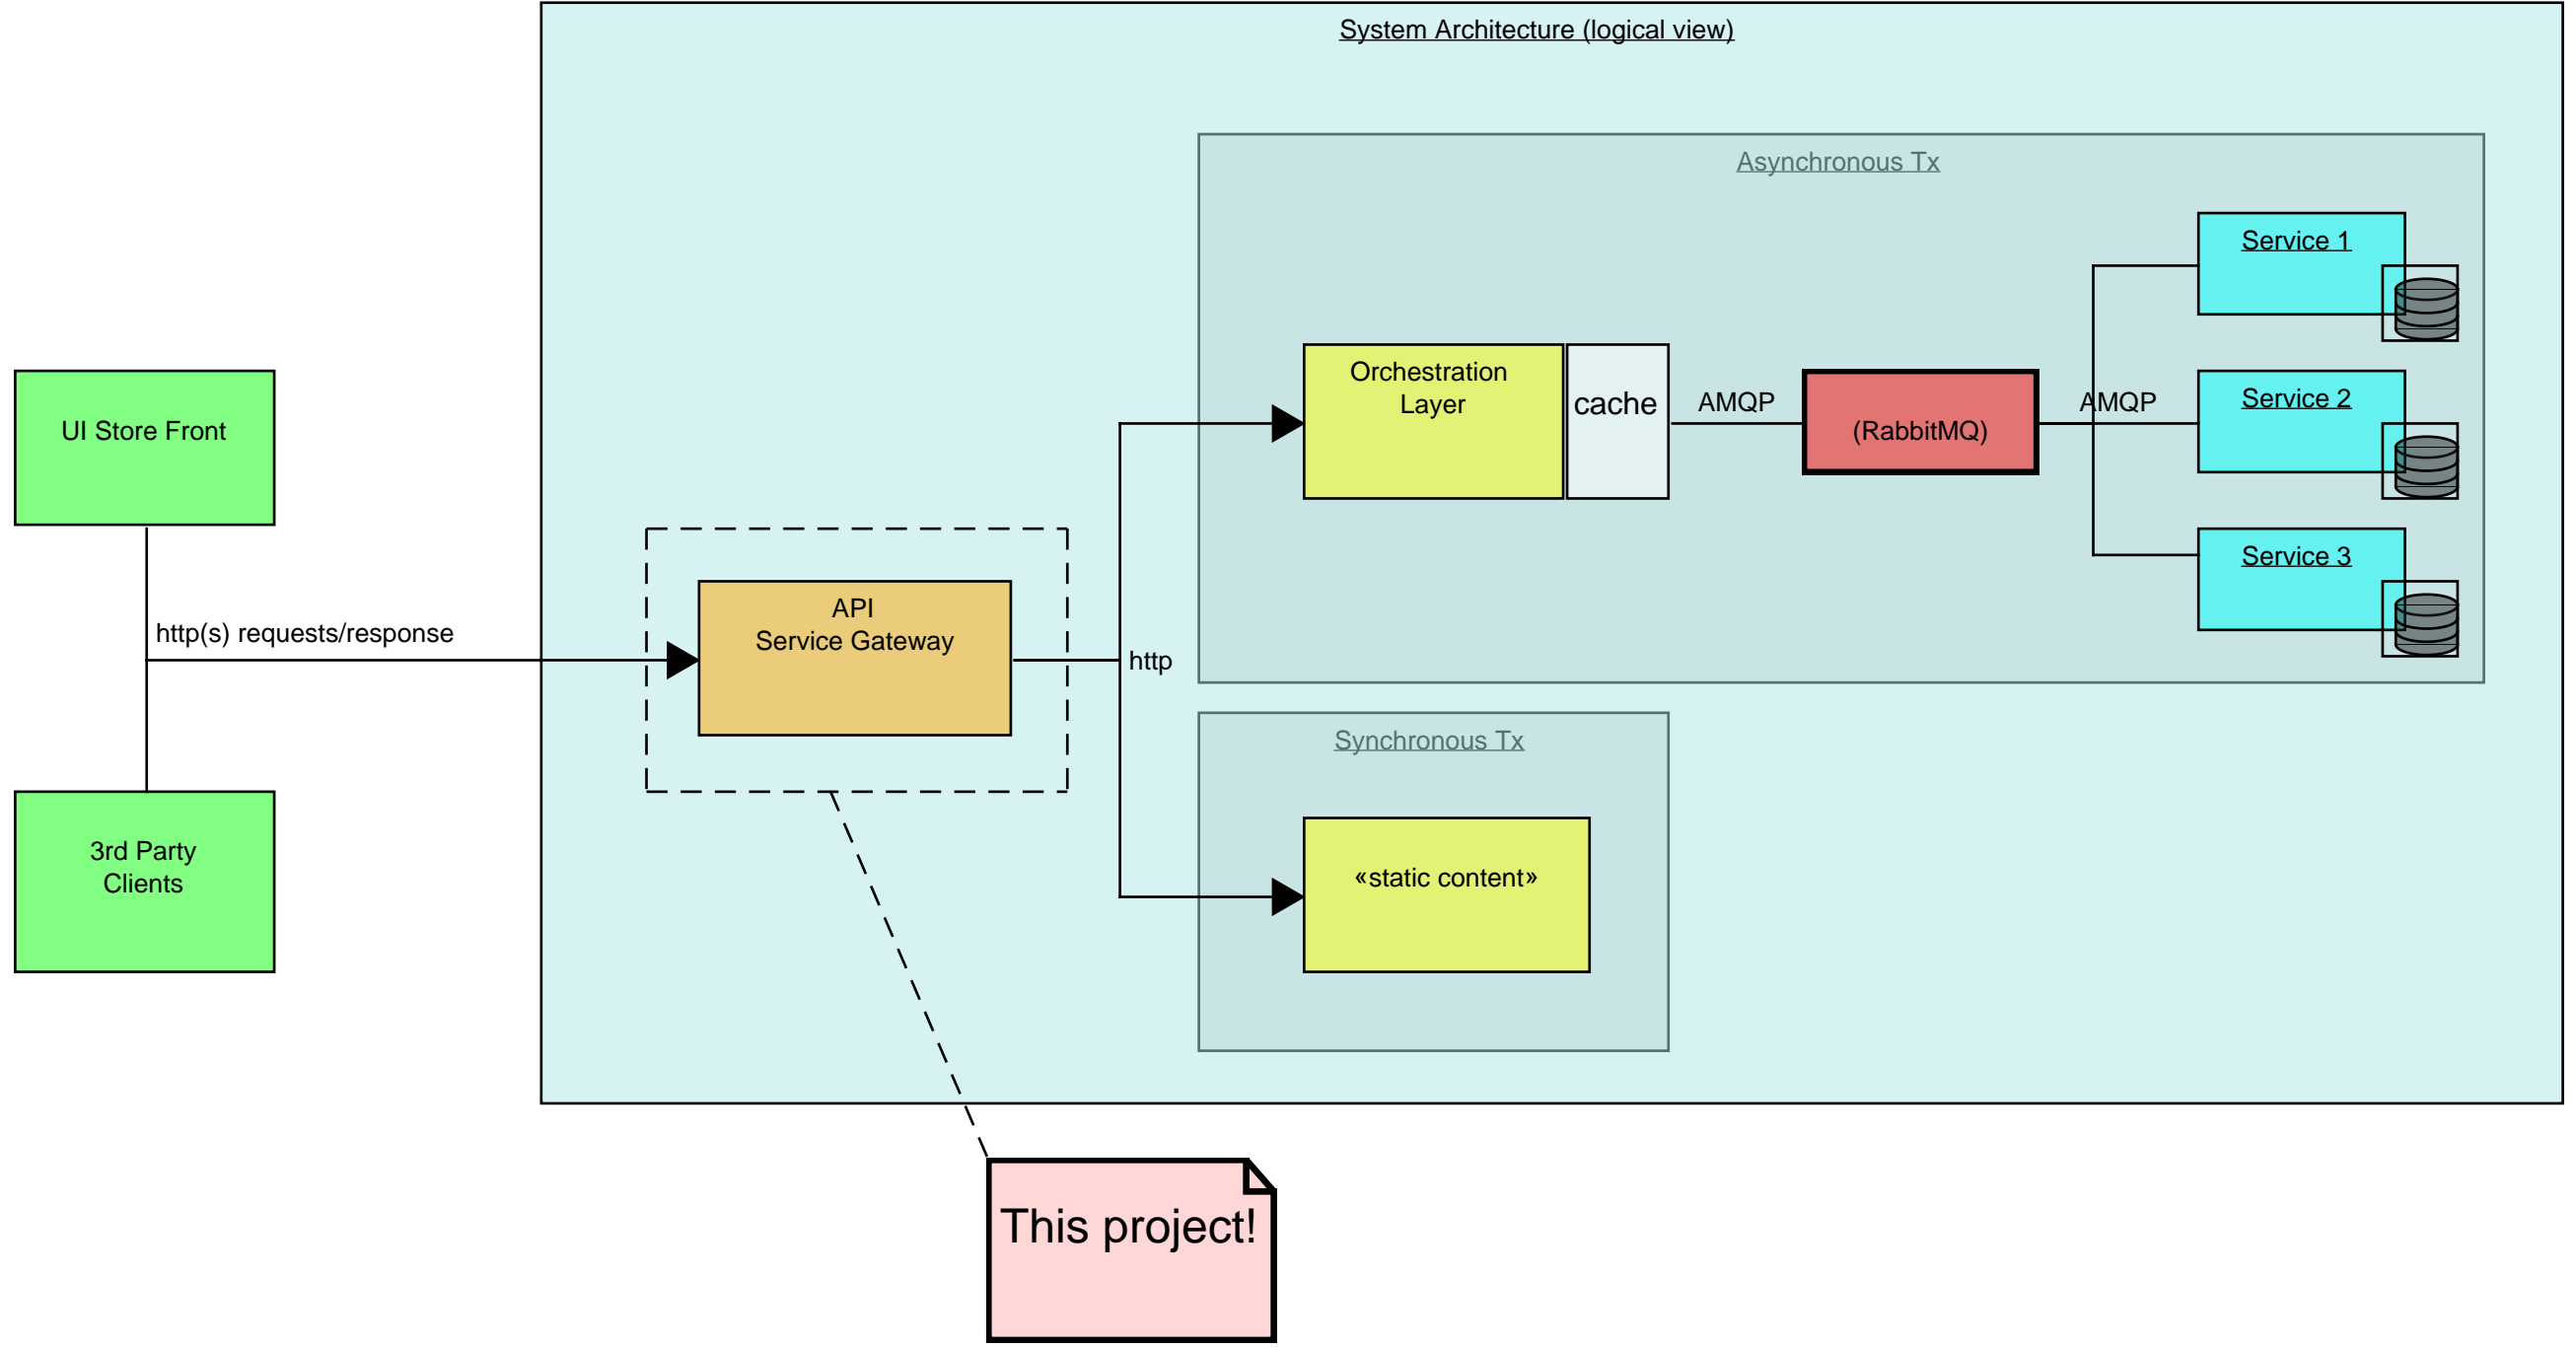 System Architecture (logical view)
Asynchronous Tx
Service 1
Orchestration
Layer
cache
AMQP
(RabbitMQ)
AMQP
Service 2
UI Store Front
Service 3
API
Service Gateway
http(s) requests/response
http
Synchronous Tx
3rd Party
Clients
«static content»
This project!